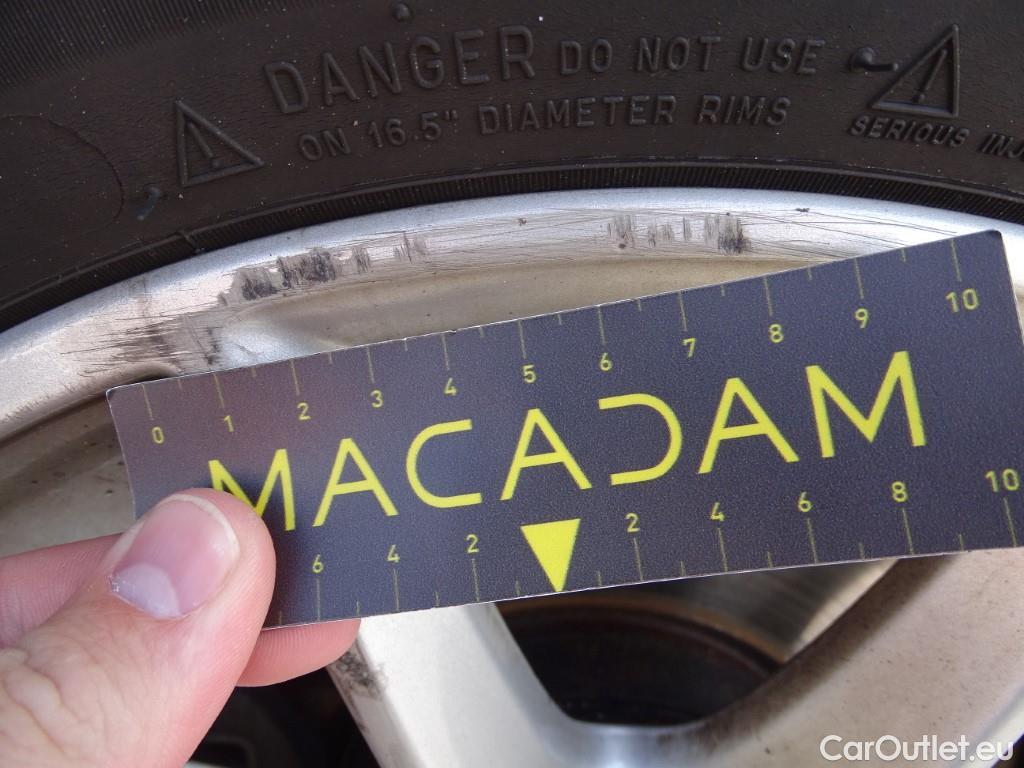 DANGER DO NOT USE
ON 16.5" DIAMETER RIMS
SERIOUS
0 1 2 3 4 5 6 7 8 9 10
MACADAM
6 4 2 2 4 6 8 10
CarOutlet.eu